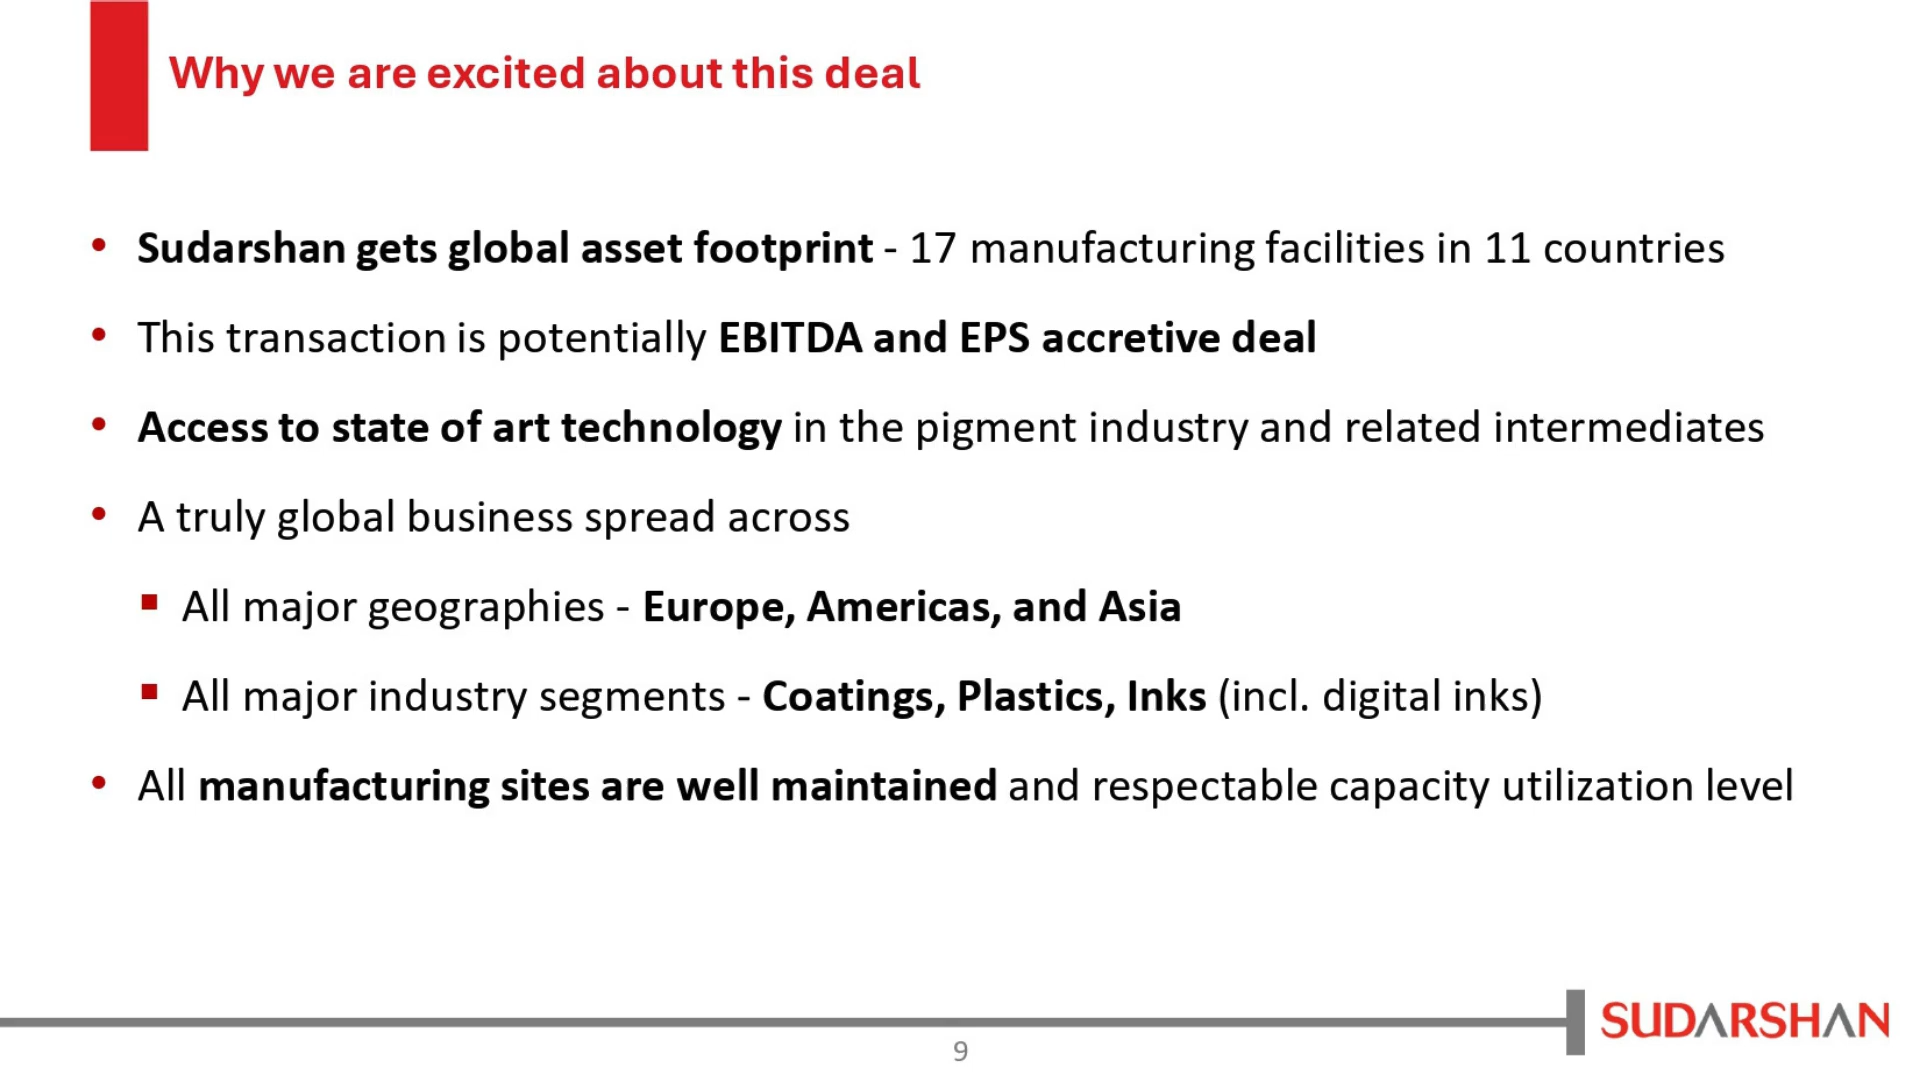 Why we are excited about this deal
• Sudarshan gets global asset footprint - 17 manufacturing facilities in 11 countries
• This transaction is potentially EBITDA and EPS accretive deal
• Access to state of art technology in the pigment industry and related intermediates
• A truly global business spread across
▪ All major geographies - Europe, Americas, and Asia
▪ All major industry segments - Coatings, Plastics, Inks (incl. digital inks)
• All manufacturing sites are well maintained and respectable capacity utilization level
SUDARSHAN
9